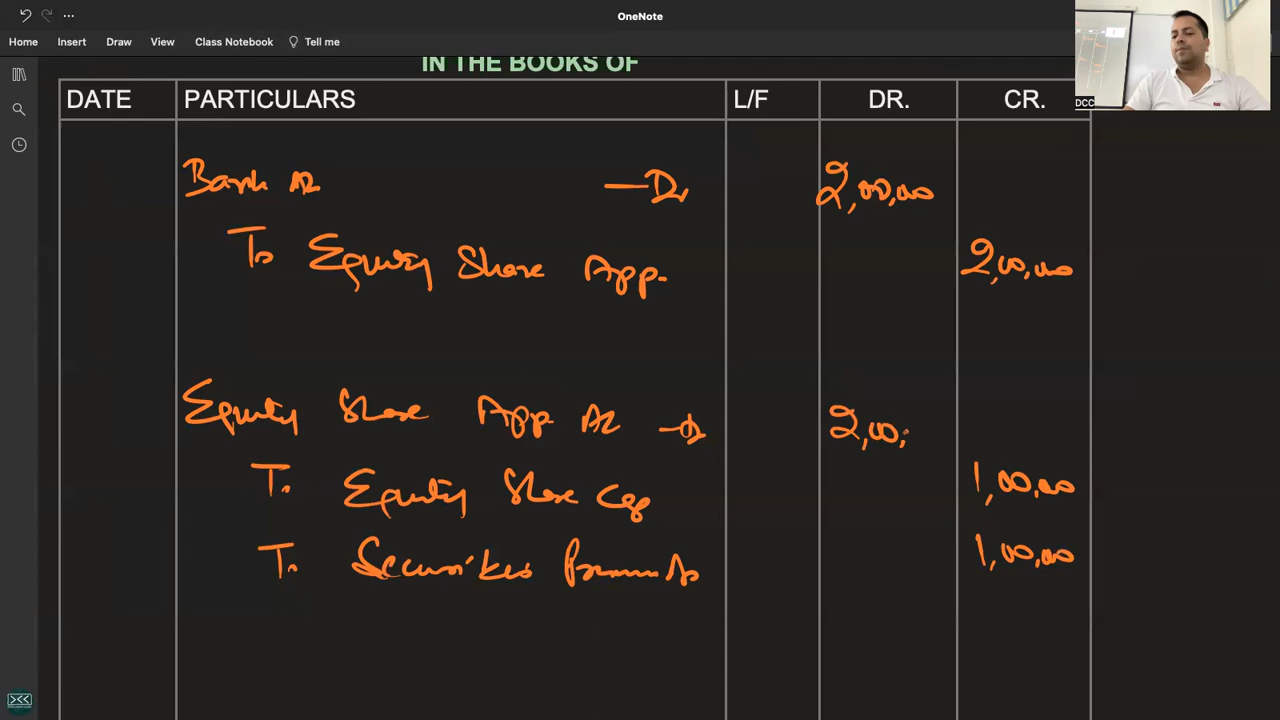 OneNote
Home Insert Draw View Class Notebook Tell me
IN THE BOOKS OF
DATE PARTICULARS L/F DR. CR.
Bank A/c —Dr 2,00,000
To Equity Share App. 2,00,000
Equity Share App. A/c —Dr 2,00,
To Equity Share Cap 1,00,000
To Securities Premium A/c 1,00,000
DCC